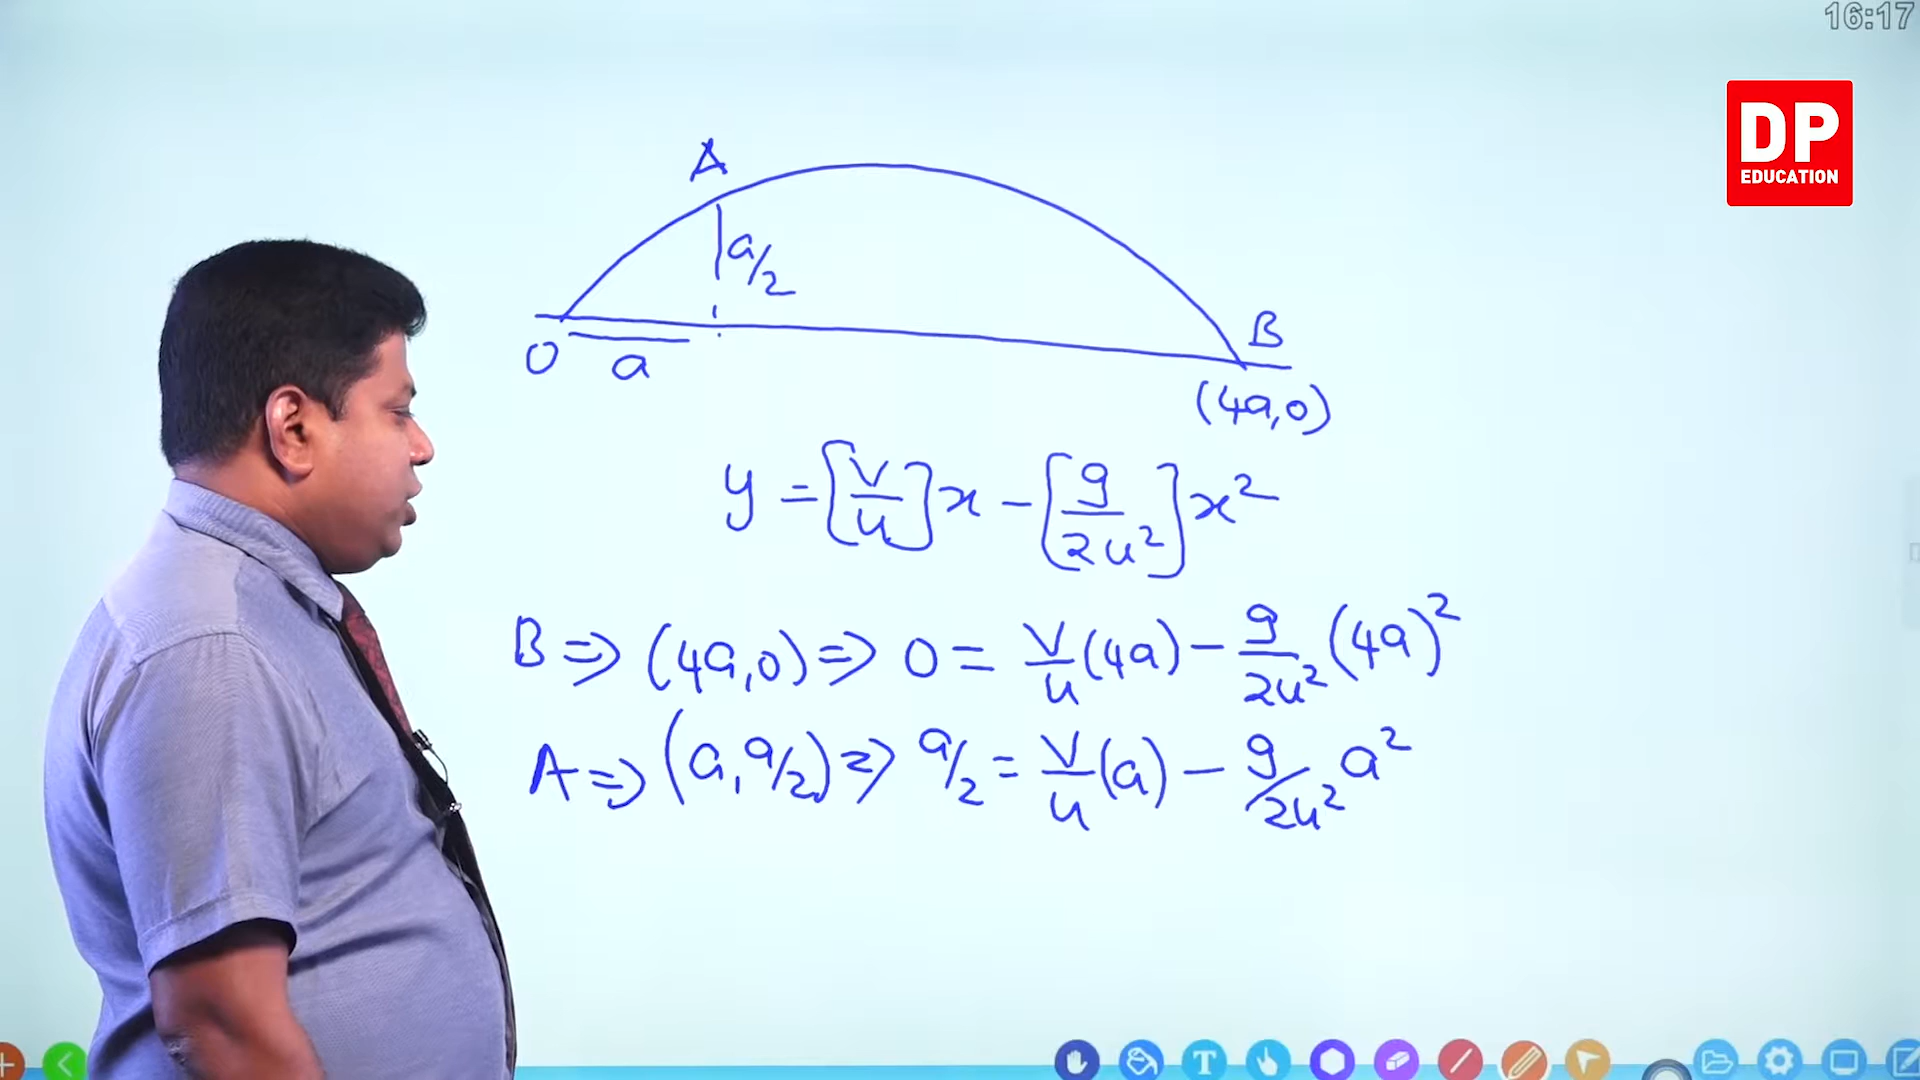 16:17
DP
EDUCATION
A
a/2
O
a
B
(4a,0)
y = [v/u]x - [g/2u²]x²
B => (4a,0) => 0 = v/u(4a) - g/2u²(4a)²
A => (a, a/2) => a/2 = v/u(a) - g/2u² a²
T